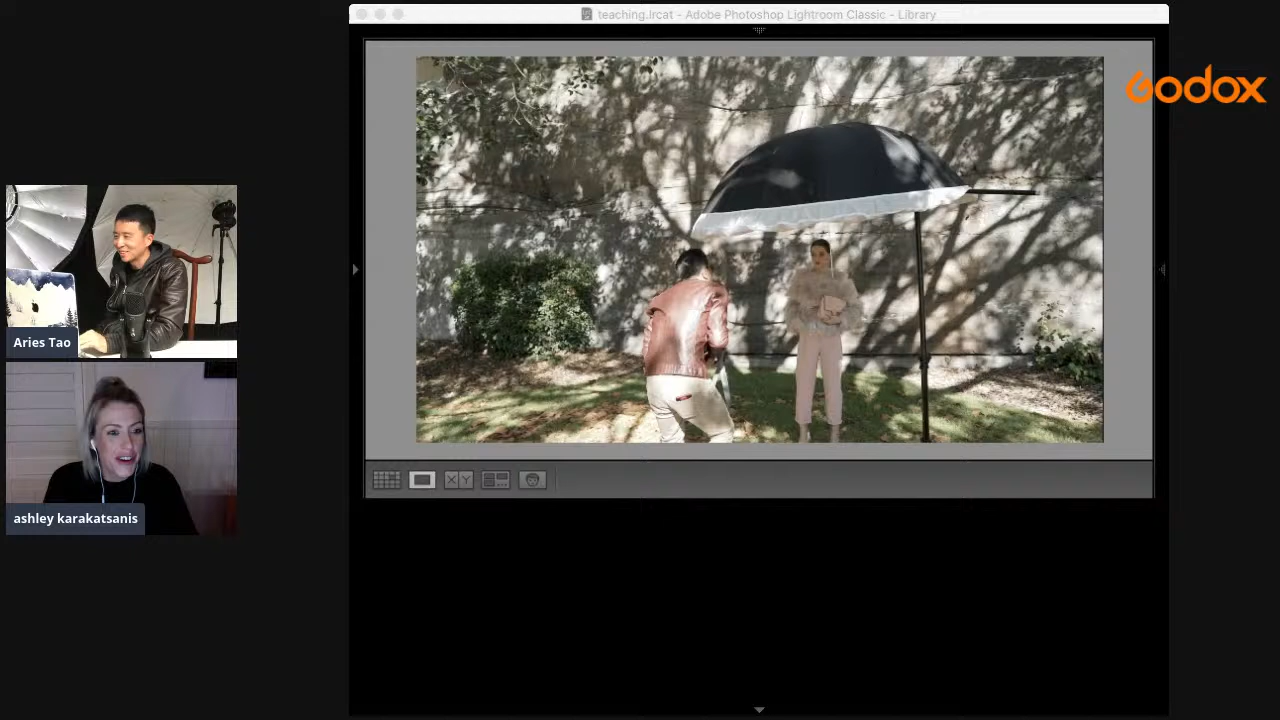 teaching.lrcat - Adobe Photoshop Lightroom Classic - Library
Godox
Aries Tao
ashley karakatsanis
X Y